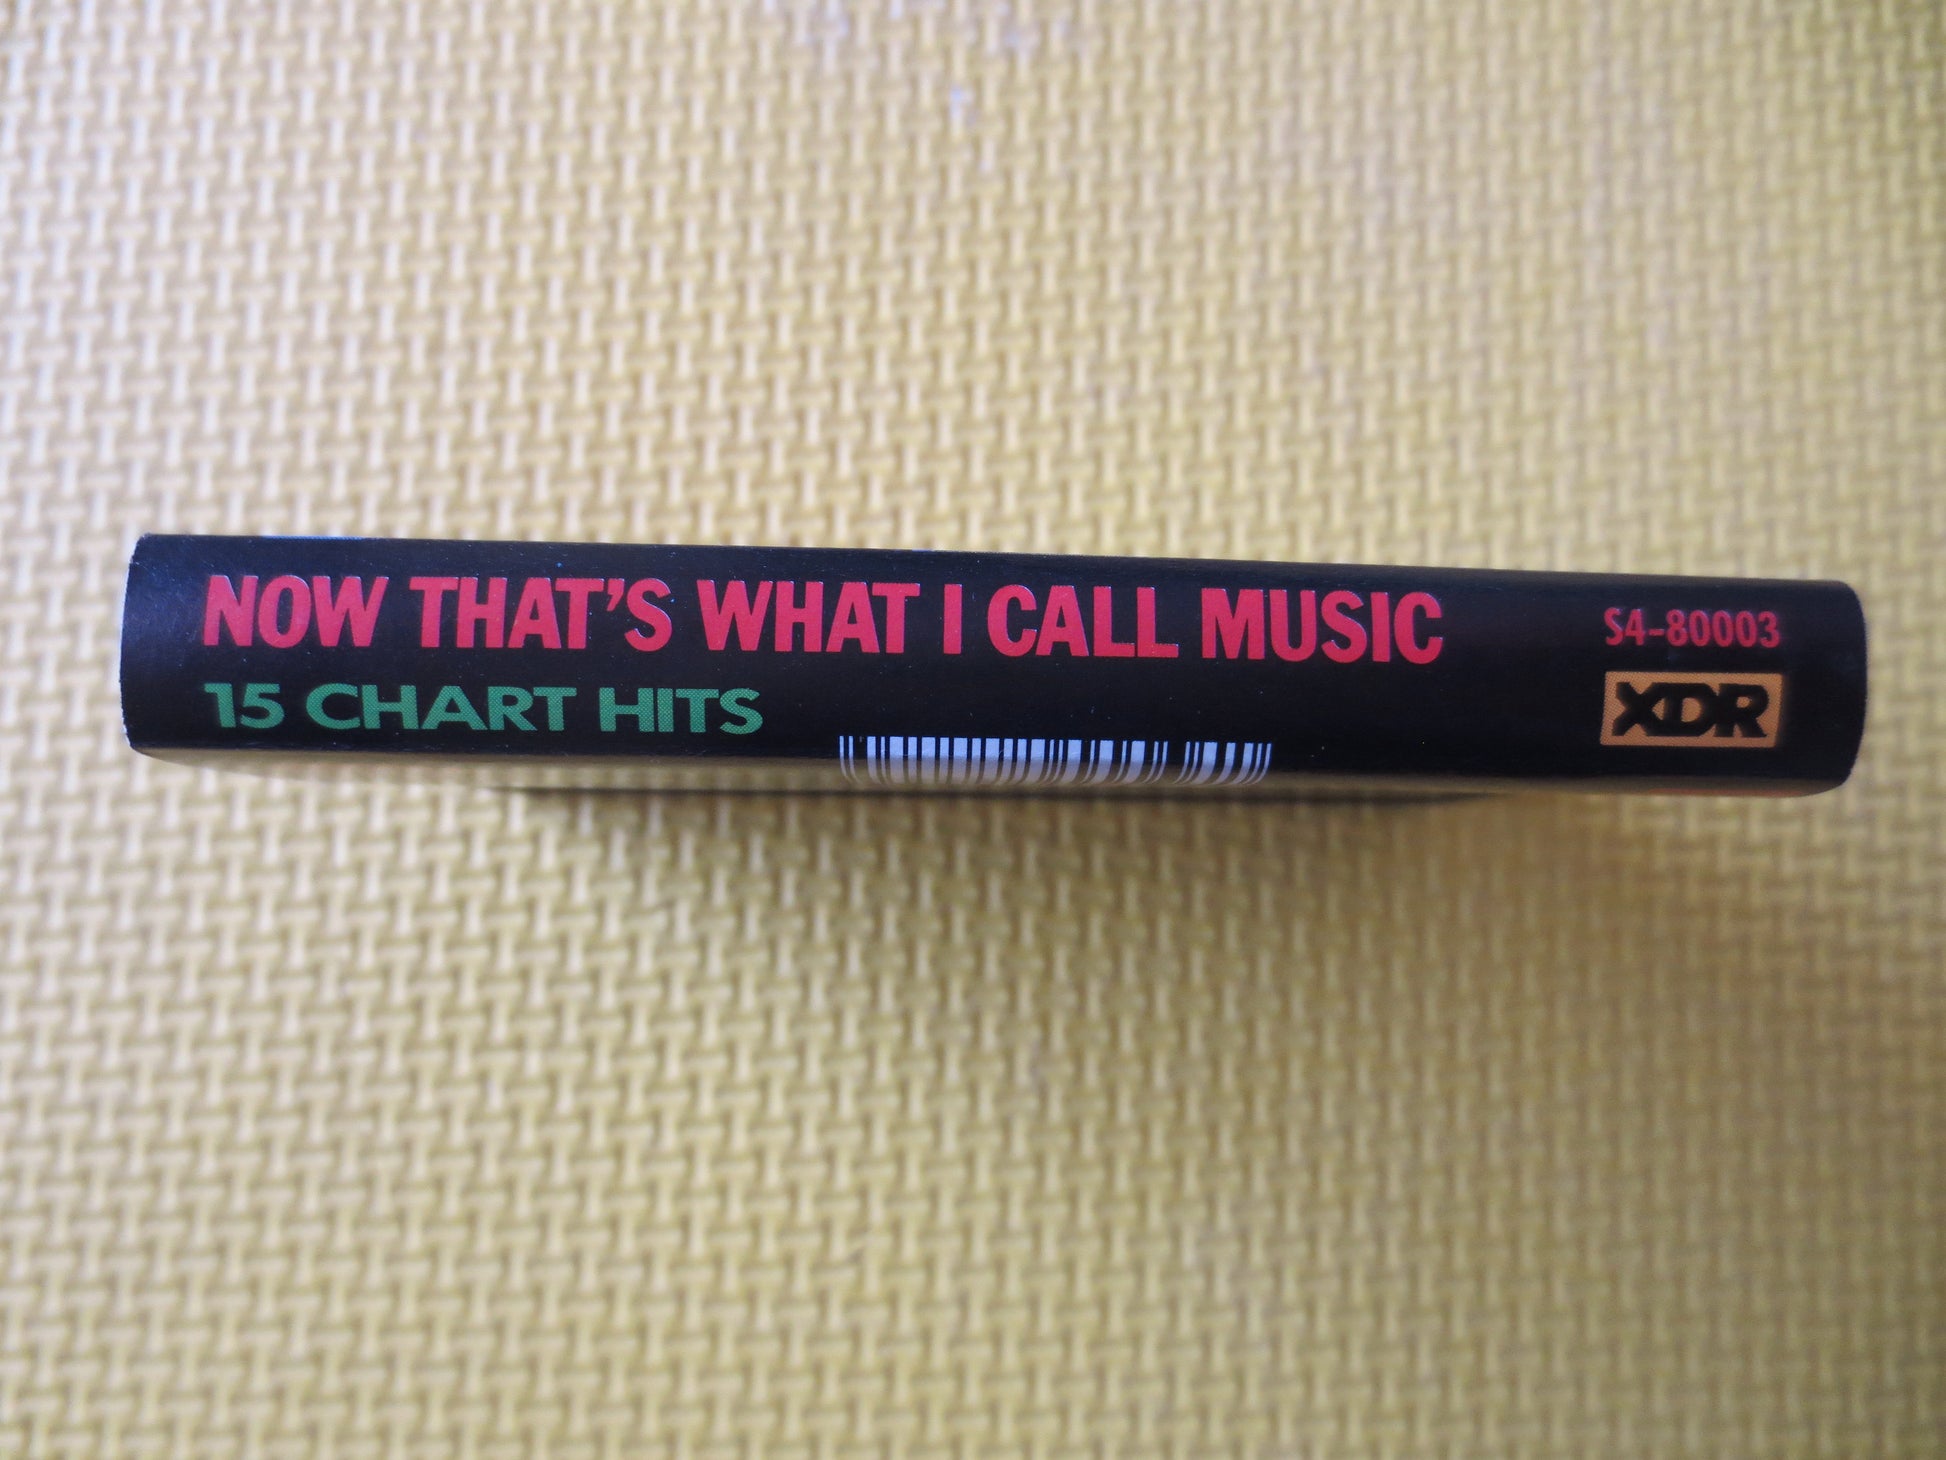 NOW THAT'S WHAT I CALL MUSIC
15 CHART HITS
S4-80003
XDR